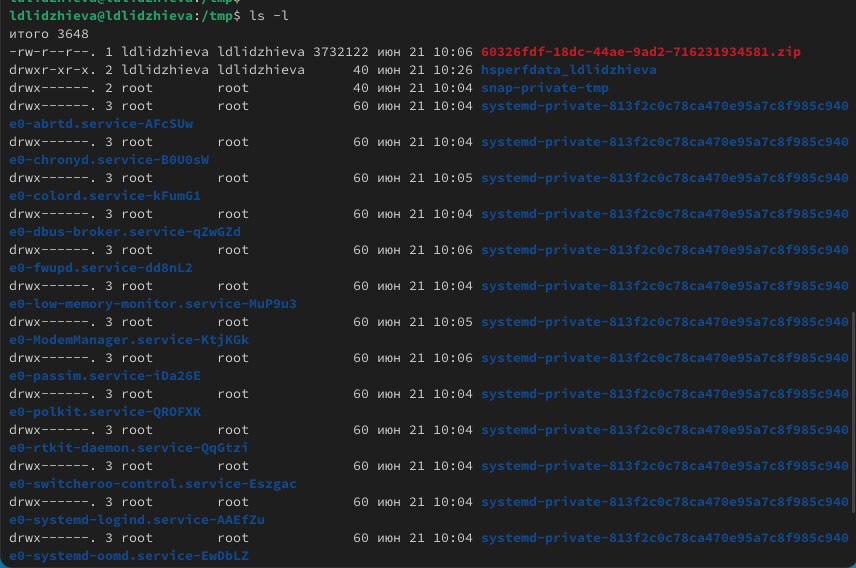 ldlidzhieva@ldlidzhieva:/tmp$ ls -l
итого 3648
-rw-r--r--. 1 ldlidzhieva ldlidzhieva 3732122 июн 21 10:06 60326fdf-18dc-44ae-9ad2-716231934581.zip
drwxr-xr-x. 2 ldlidzhieva ldlidzhieva      40 июн 21 10:26 hsperfdata_ldlidzhieva
drwx------. 2 root        root             40 июн 21 10:04 snap-private-tmp
drwx------. 3 root        root             60 июн 21 10:04 systemd-private-813f2c0c78ca470e95a7c8f985c940
e0-abrtd.service-AFcSUw
drwx------. 3 root        root             60 июн 21 10:04 systemd-private-813f2c0c78ca470e95a7c8f985c940
e0-chronyd.service-B0U0sW
drwx------. 3 root        root             60 июн 21 10:05 systemd-private-813f2c0c78ca470e95a7c8f985c940
e0-colord.service-kFumG1
drwx------. 3 root        root             60 июн 21 10:04 systemd-private-813f2c0c78ca470e95a7c8f985c940
e0-dbus-broker.service-qZwGZd
drwx------. 3 root        root             60 июн 21 10:06 systemd-private-813f2c0c78ca470e95a7c8f985c940
e0-fwupd.service-dd8nL2
drwx------. 3 root        root             60 июн 21 10:04 systemd-private-813f2c0c78ca470e95a7c8f985c940
e0-low-memory-monitor.service-MuP9u3
drwx------. 3 root        root             60 июн 21 10:05 systemd-private-813f2c0c78ca470e95a7c8f985c940
e0-ModemManager.service-KtjKGk
drwx------. 3 root        root             60 июн 21 10:06 systemd-private-813f2c0c78ca470e95a7c8f985c940
e0-passim.service-iDa26E
drwx------. 3 root        root             60 июн 21 10:04 systemd-private-813f2c0c78ca470e95a7c8f985c940
e0-polkit.service-QROFXK
drwx------. 3 root        root             60 июн 21 10:04 systemd-private-813f2c0c78ca470e95a7c8f985c940
e0-rtkit-daemon.service-QqGtzi
drwx------. 3 root        root             60 июн 21 10:04 systemd-private-813f2c0c78ca470e95a7c8f985c940
e0-switcheroo-control.service-Eszgac
drwx------. 3 root        root             60 июн 21 10:04 systemd-private-813f2c0c78ca470e95a7c8f985c940
e0-systemd-logind.service-AAEfZu
drwx------. 3 root        root             60 июн 21 10:04 systemd-private-813f2c0c78ca470e95a7c8f985c940
e0-systemd-oomd.service-EwDbLZ